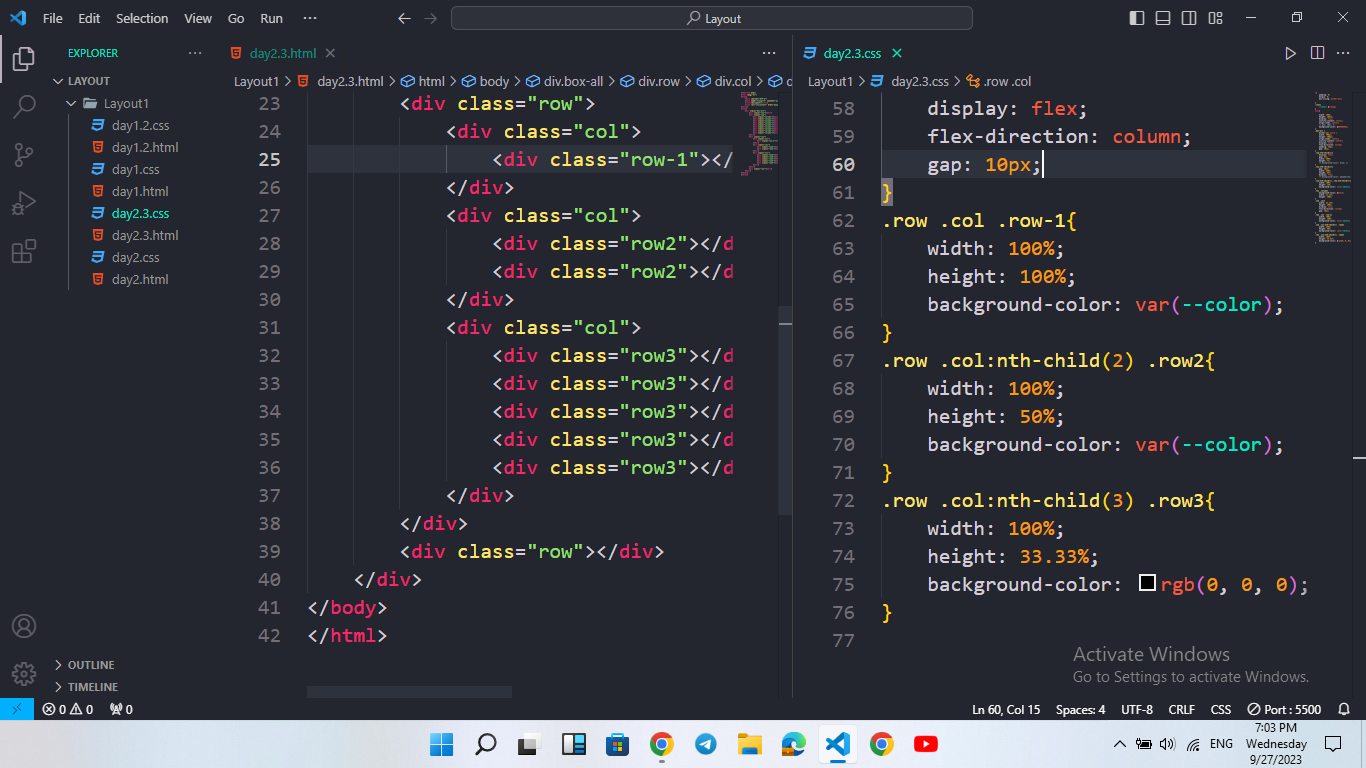 File Edit Selection View Go Run ··· Layout
EXPLORER ···
LAYOUT
Layout1
day1.2.css
day1.2.html
day1.css
day1.html
day2.3.css
day2.3.html
day2.css
day2.html
OUTLINE
TIMELINE
day2.3.html
Layout1 > day2.3.html > html > body > div.box-all > div.row > div.col > d
23 <div class="row">
24 <div class="col">
25 <div class="row-1"></
26 </div>
27 <div class="col">
28 <div class="row2"></d
29 <div class="row2"></d
30 </div>
31 <div class="col">
32 <div class="row3"></d
33 <div class="row3"></d
34 <div class="row3"></d
35 <div class="row3"></d
36 <div class="row3"></d
37 </div>
38 </div>
39 <div class="row"></div>
40 </div>
41 </body>
42 </html>
day2.3.css
Layout1 > day2.3.css > .row .col
58 display: flex;
59 flex-direction: column;
60 gap: 10px;
61 }
62 .row .col .row-1{
63 width: 100%;
64 height: 100%;
65 background-color: var(--color);
66 }
67 .row .col:nth-child(2) .row2{
68 width: 100%;
69 height: 50%;
70 background-color: var(--color);
71 }
72 .row .col:nth-child(3) .row3{
73 width: 100%;
74 height: 33.33%;
75 background-color: rgb(0, 0, 0);
76 }
77
Activate Windows
Go to Settings to activate Windows.
0 0 0 Ln 60, Col 15 Spaces: 4 UTF-8 CRLF CSS Port : 5500
ENG
7:03 PM
Wednesday
9/27/2023